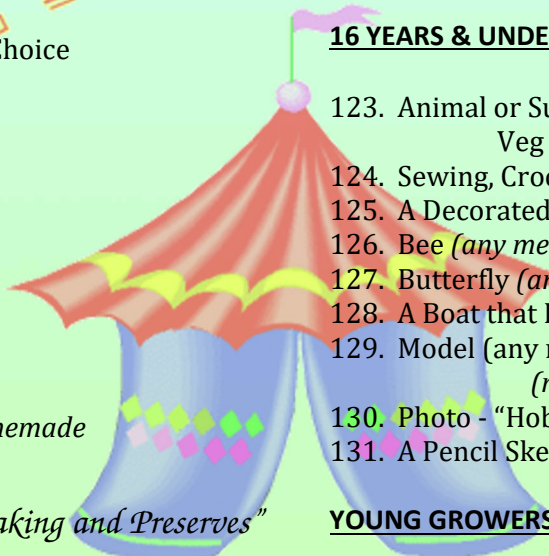 Choice
hemade
aking and Preserves”
16 YEARS & UNDE
123. Animal or Su
Veg
124. Sewing, Croc
125. A Decorated
126. Bee (any me
127. Butterfly (an
128. A Boat that
129. Model (any
130. Photo - “Hob
131. A Pencil Ske
YOUNG GROWERS